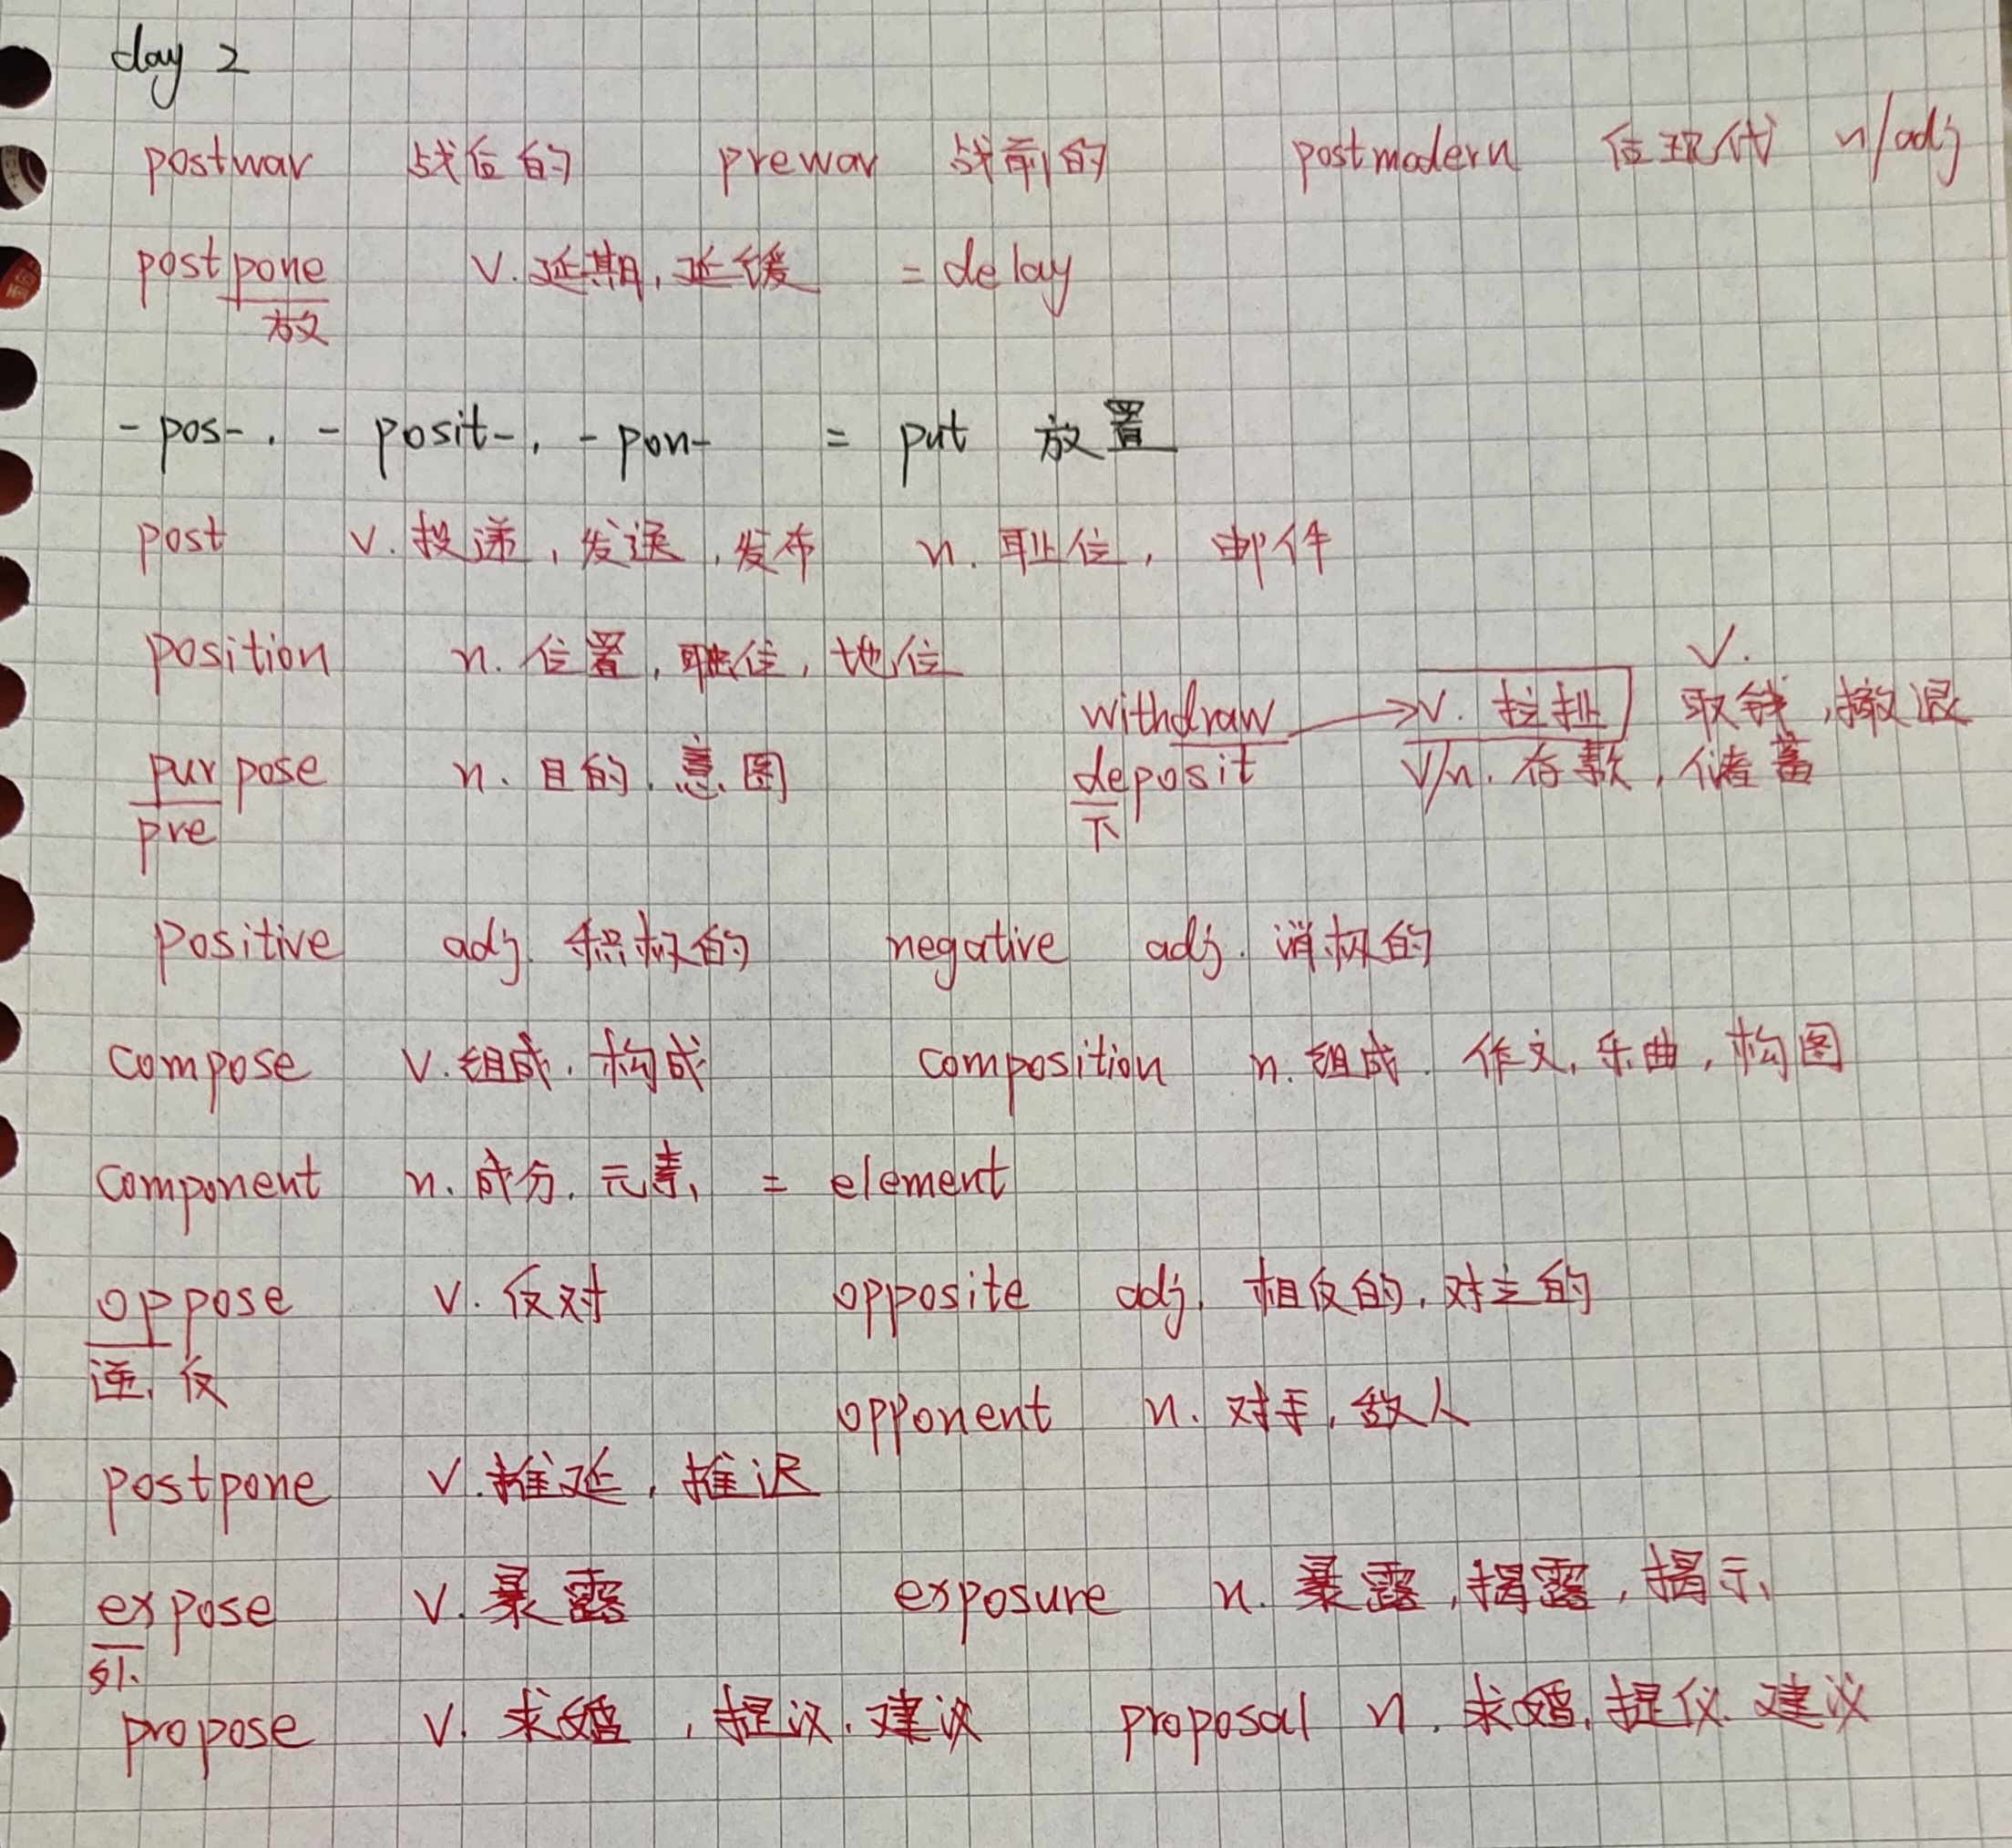 day 2
postwar 战后的 prewar 战前的 postmodern 后现代 n/adj
postpone v. 延期, 延缓 = delay
放
-pos-. -posit-. -pon- = put 放置
post v. 投递, 发送, 发布 n. 职位, 邮件
position n. 位置, 职位, 地位
v.
withdraw → v. 拉扯 取钱, 撤退
purpose n. 目的, 意图 deposit v/n. 存款, 储蓄
pre 下
positive adj. 积极的 negative adj. 消极的
compose v. 组成, 构成 composition n. 组成, 作文, 乐曲, 构图
component n. 成分, 元素, = element
oppose v. 反对 opposite adj. 相反的, 对立的
逆, 反
opponent n. 对手, 敌人
postpone v. 推延, 推迟
expose v. 暴露 exposure n. 暴露, 揭露, 揭示
外
propose v. 求婚, 提议, 建议 proposal n. 求婚, 提议, 建议